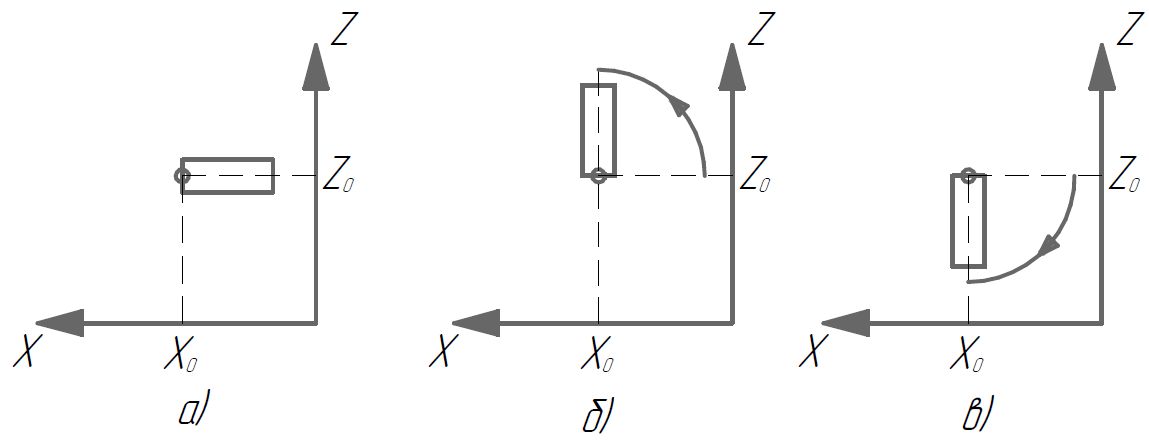 Z Z Z
Z₀ Z₀ Z₀
X X₀ X X₀ X X₀
а) б) в)